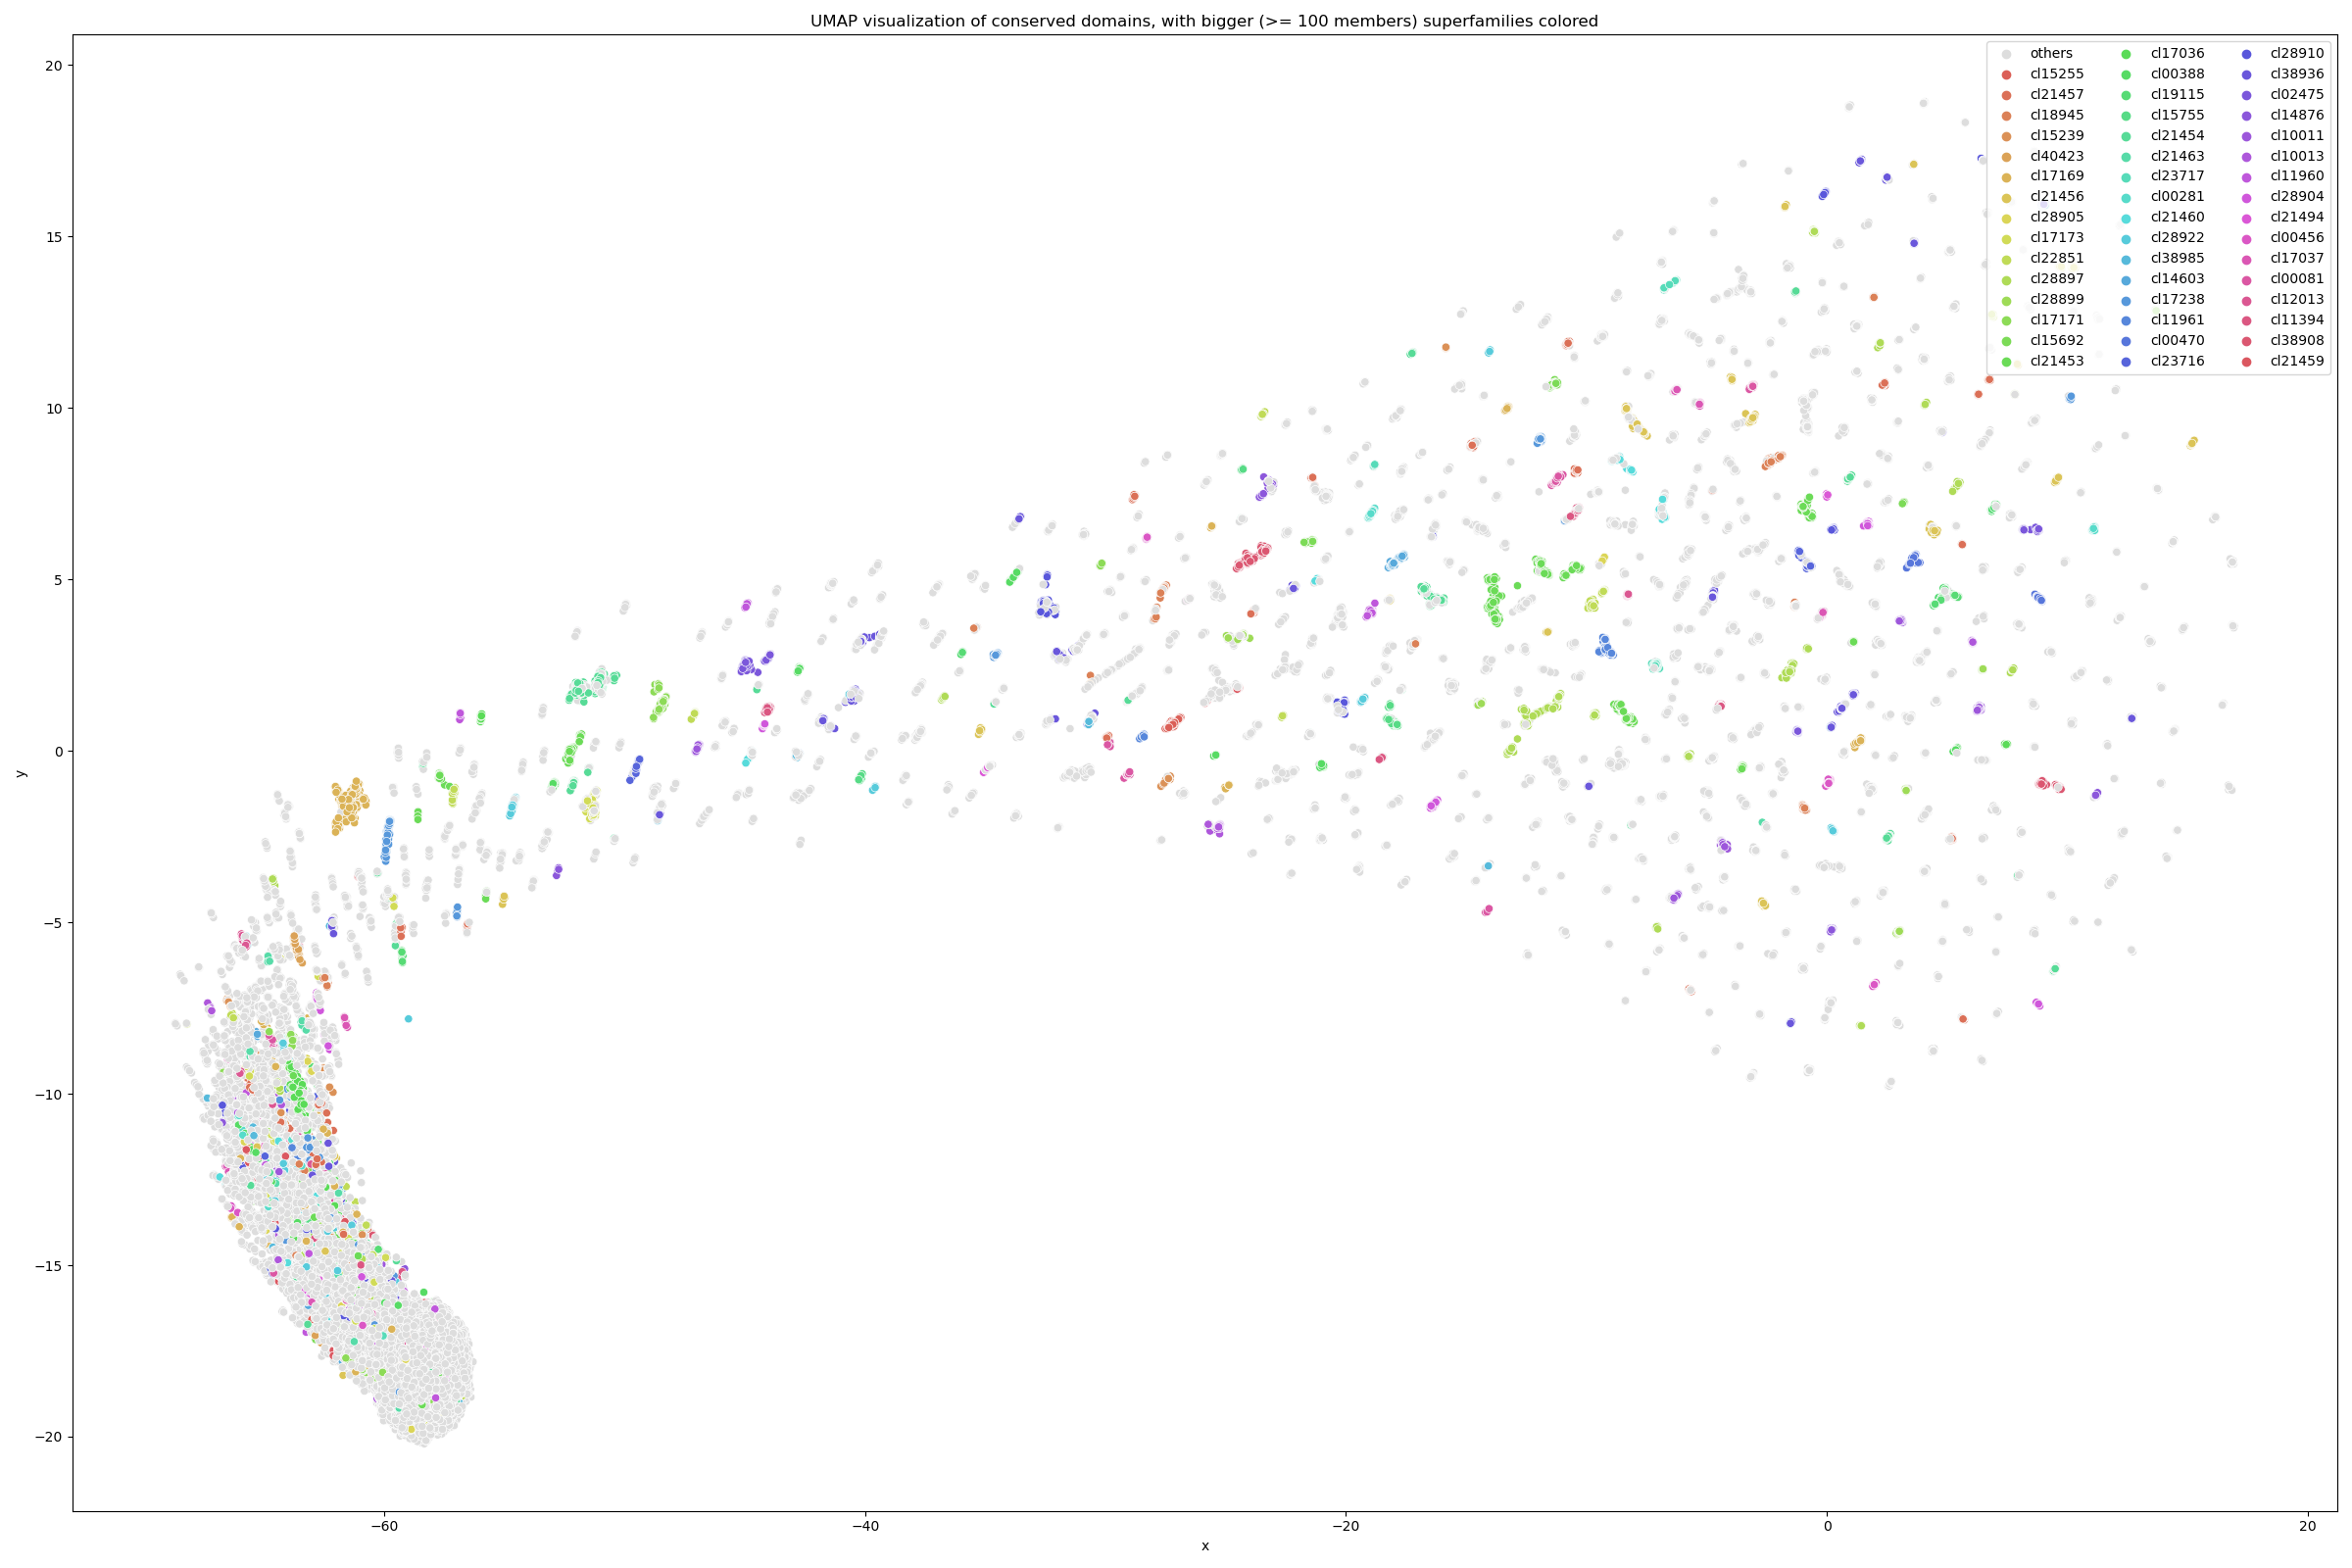 UMAP visualization of conserved domains, with bigger (>= 100 members) superfamilies colored
20
15
10
5
0
−5
−10
−15
−20
y
−60
−40
−20
0
20
x
others
cl15255
cl21457
cl18945
cl15239
cl40423
cl17169
cl21456
cl28905
cl17173
cl22851
cl28897
cl28899
cl17171
cl15692
cl21453
cl17036
cl00388
cl19115
cl15755
cl21454
cl21463
cl23717
cl00281
cl21460
cl28922
cl38985
cl14603
cl17238
cl11961
cl00470
cl23716
cl28910
cl38936
cl02475
cl14876
cl10011
cl10013
cl11960
cl28904
cl21494
cl00456
cl17037
cl00081
cl12013
cl11394
cl38908
cl21459